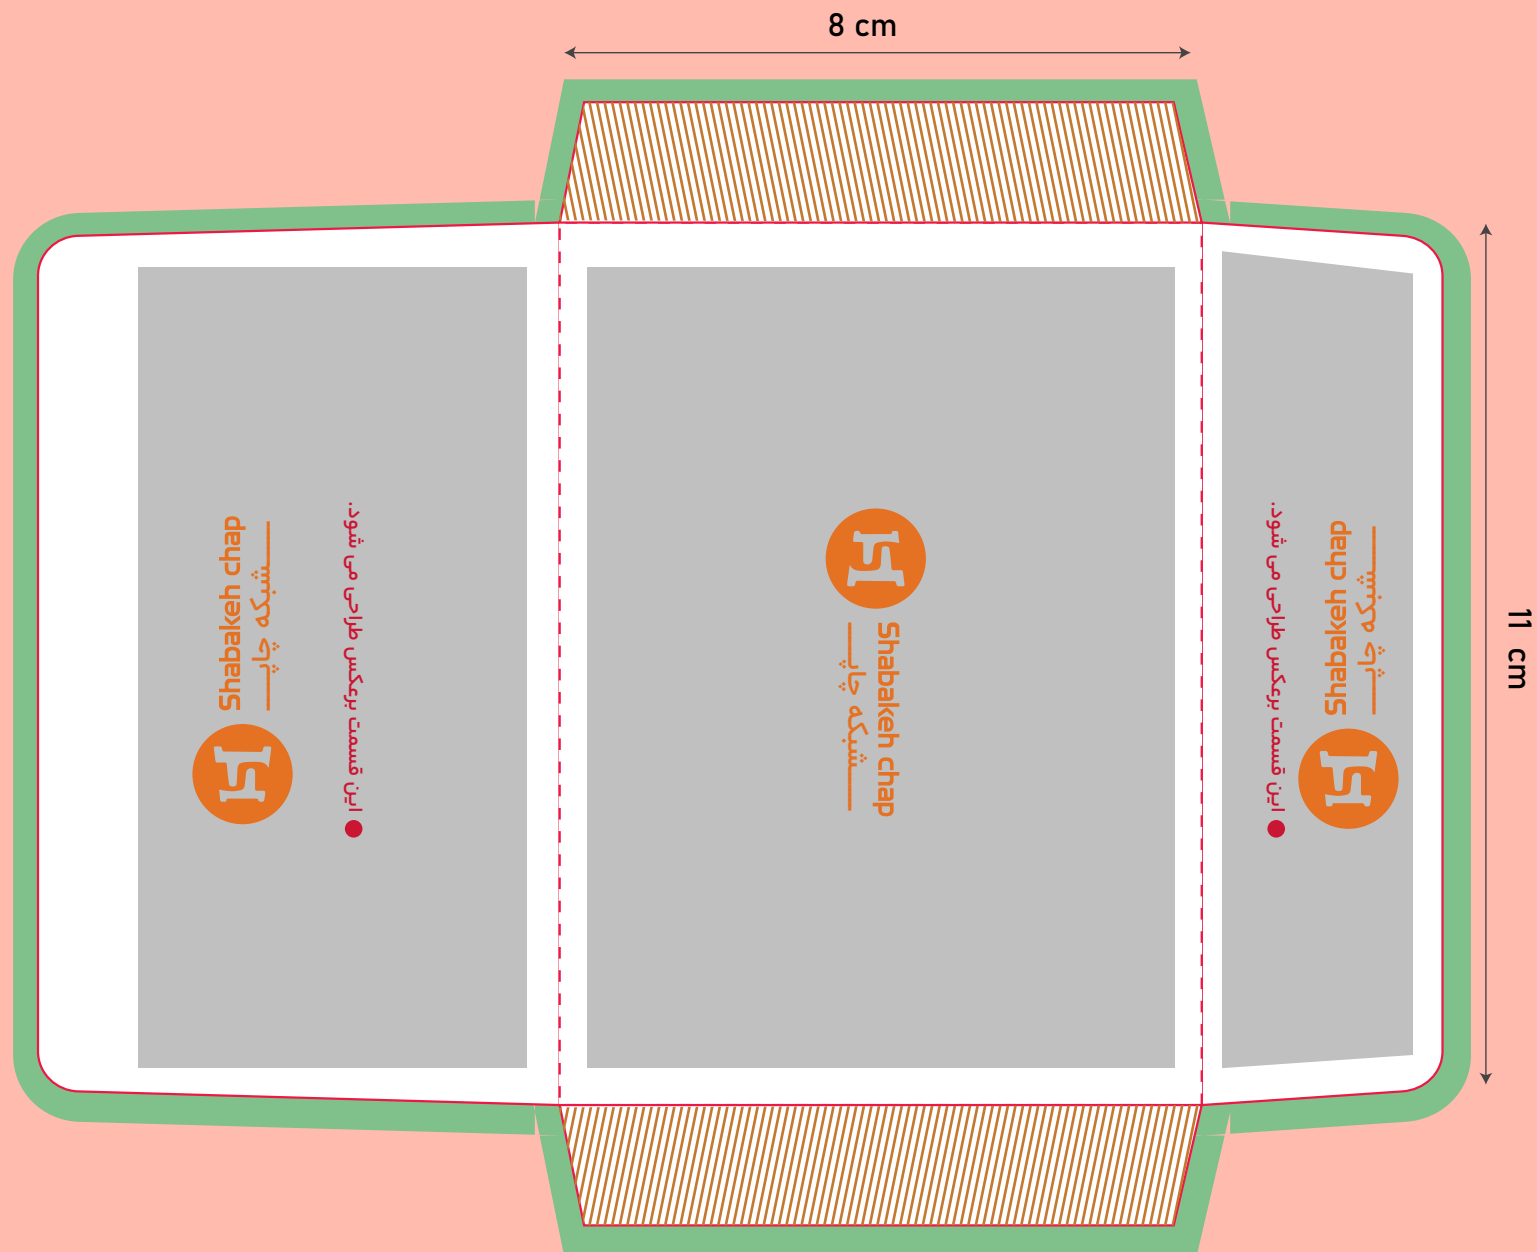 8 cm
Shabakeh chap
شبکه چاپ
این قسمت برعکس طراحی می شود.
Shabakeh chap
شبکه چاپ
این قسمت برعکس طراحی می شود.
Shabakeh chap
شبکه چاپ
11 cm